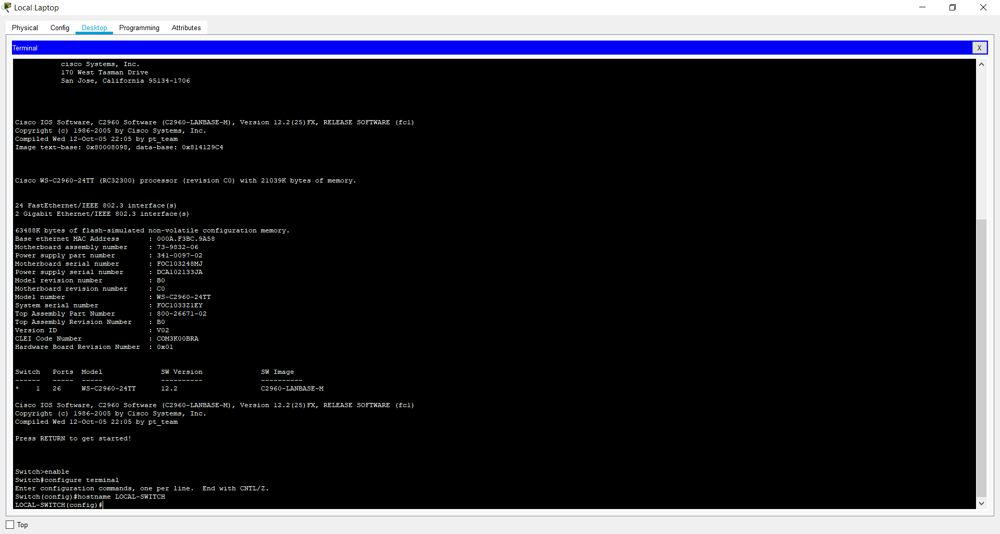 Local Laptop
Physical Config Desktop Programming Attributes
Terminal
X
cisco Systems, Inc.
170 West Tasman Drive
San Jose, California 95134-1706
Cisco IOS Software, C2960 Software (C2960-LANBASE-M), Version 12.2(25)FX, RELEASE SOFTWARE (fc1)
Copyright (c) 1986-2005 by Cisco Systems, Inc.
Compiled Wed 12-Oct-05 22:05 by pt_team
Image text-base: 0x80008098, data-base: 0x814129C4
Cisco WS-C2960-24TT (RC32300) processor (revision C0) with 21039K bytes of memory.
24 FastEthernet/IEEE 802.3 interface(s)
2 Gigabit Ethernet/IEEE 802.3 interface(s)
63488K bytes of flash-simulated non-volatile configuration memory.
Base ethernet MAC Address : 000A.F3BC.9A58
Motherboard assembly number : 73-9832-06
Power supply part number : 341-0097-02
Motherboard serial number : FOC103248MJ
Power supply serial number : DCA102133JA
Model revision number : B0
Motherboard revision number : C0
Model number : WS-C2960-24TT
System serial number : FOC1033Z1EY
Top Assembly Part Number : 800-26671-02
Top Assembly Revision Number : B0
Version ID : V02
CLEI Code Number : COM3K00BRA
Hardware Board Revision Number : 0x01
Switch Ports Model SW Version SW Image
------ ----- ----- ---------- ----------
* 1 26 WS-C2960-24TT 12.2 C2960-LANBASE-M
Cisco IOS Software, C2960 Software (C2960-LANBASE-M), Version 12.2(25)FX, RELEASE SOFTWARE (fc1)
Copyright (c) 1986-2005 by Cisco Systems, Inc.
Compiled Wed 12-Oct-05 22:05 by pt_team
Press RETURN to get started!
Switch>enable
Switch#configure terminal
Enter configuration commands, one per line. End with CNTL/Z.
Switch(config)#hostname LOCAL-SWITCH
LOCAL-SWITCH(config)#
Top